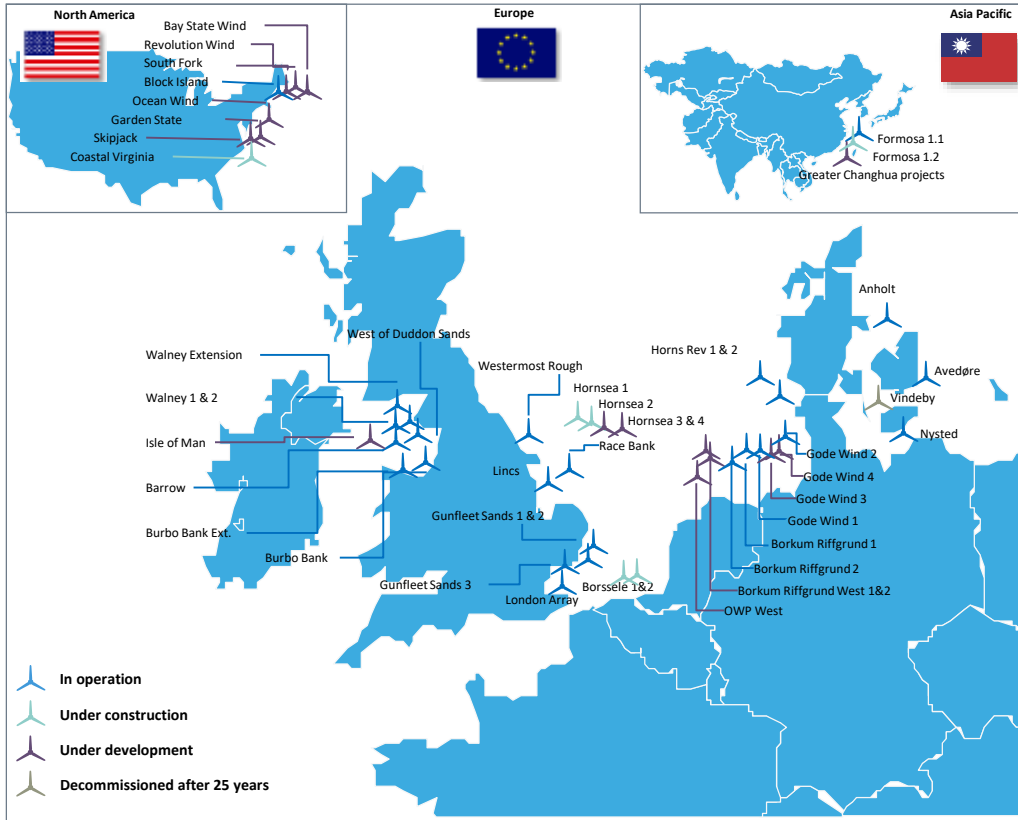 North America
Europe
Asia Pacific
Bay State Wind
Revolution Wind
South Fork
Block Island
Ocean Wind
Garden State
Skipjack
Coastal Virginia
Formosa 1.1
Formosa 1.2
Greater Changhua projects
Anholt
West of Duddon Sands
Walney Extension
Horns Rev 1 & 2
Westermost Rough
Avedøre
Hornsea 1
Walney 1 & 2
Hornsea 2
Vindeby
Hornsea 3 & 4
Isle of Man
Race Bank
Nysted
Gode Wind 2
Lincs
Gode Wind 4
Barrow
Gode Wind 3
Gunfleet Sands 1 & 2
Gode Wind 1
Burbo Bank Ext.
Borkum Riffgrund 1
Burbo Bank
Borkum Riffgrund 2
Gunfleet Sands 3
Borssele 1&2
Borkum Riffgrund West 1&2
London Array
OWP West
In operation
Under construction
Under development
Decommissioned after 25 years